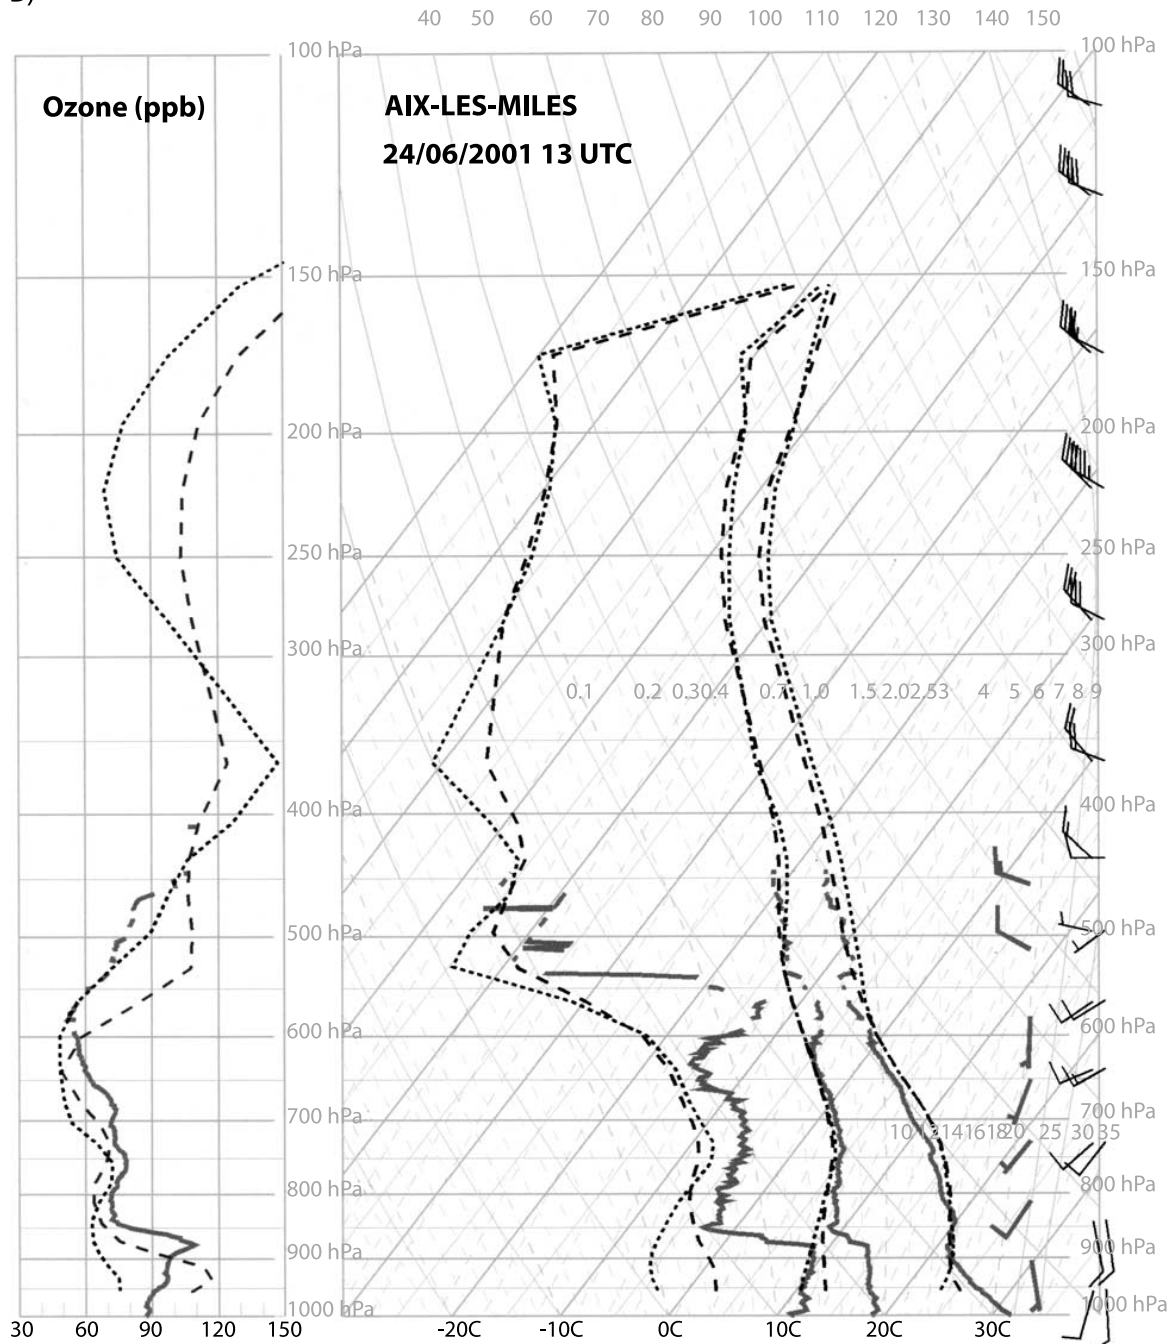 40 50 60 70 80 90 100 110 120 130 140 150
100 hPa 100 hPa
Ozone (ppb) AIX-LES-MILES
24/06/2001 13 UTC
150 hPa 150 hPa
200 hPa 200 hPa
250 hPa 250 hPa
300 hPa 300 hPa
0.1 0.2 0.3 0.4 0.7 1.0 1.5 2.0 2.5 3 4 5 6 7 8 9
400 hPa 400 hPa
500 hPa 500 hPa
600 hPa 600 hPa
700 hPa 700 hPa
10 12 14 16 18 20 25 30 35
800 hPa 800 hPa
900 hPa 900 hPa
1000 hPa 1000 hPa
30 60 90 120 150 -20C -10C 0C 10C 20C 30C